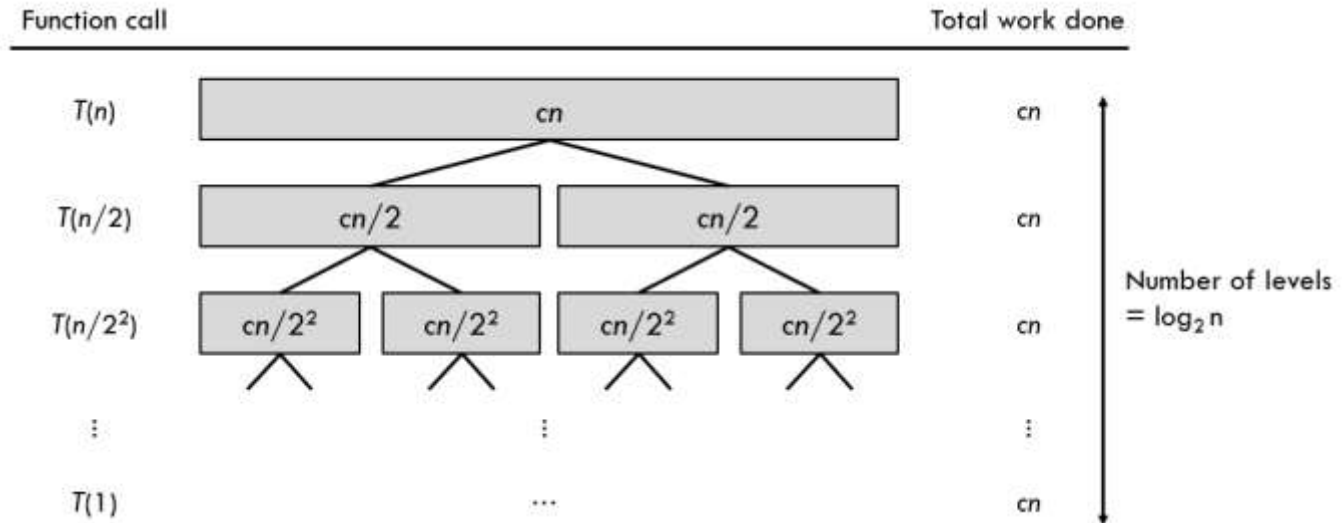 Function call Total work done
T(n) cn cn
T(n/2) cn/2 cn/2 cn
T(n/2²) cn/2² cn/2² cn/2² cn/2² cn
Number of levels
= log₂ n
⋮ ⋮ ⋮
T(1) ... cn